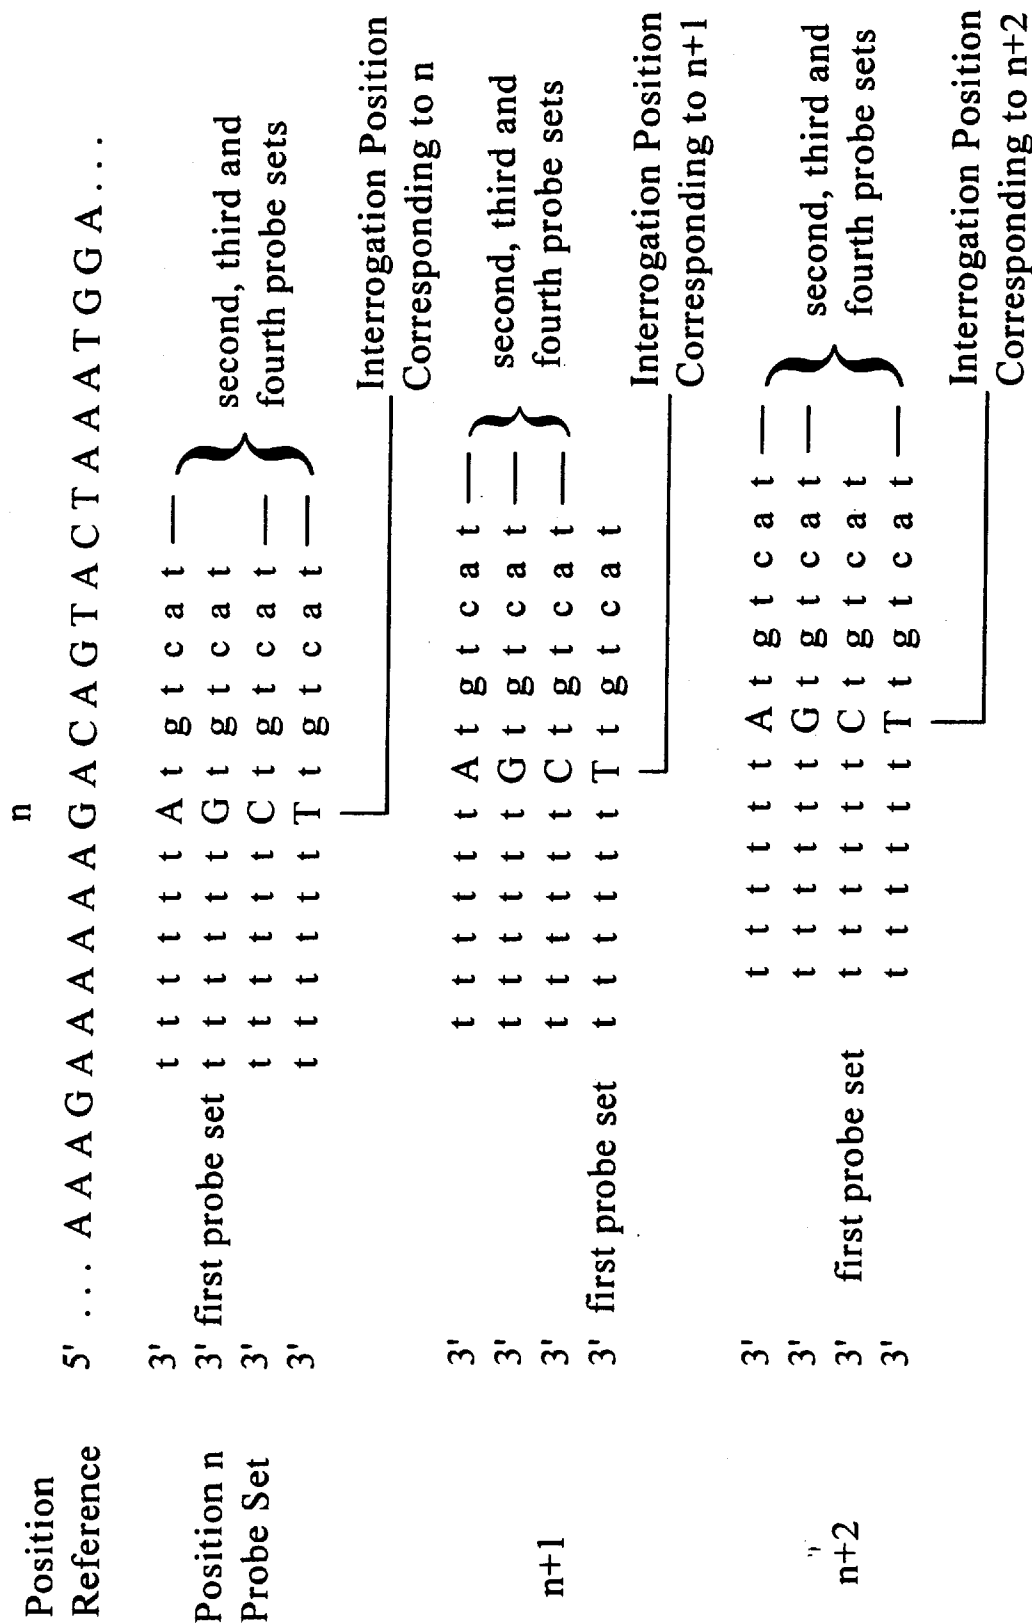 n
Position
Reference 5' ... A A A G A A A A A A G A C A G T A C T A A A T G G A ...
Position n
Probe Set
3' t t t t t t A t g t c a t
3' first probe set t t t t t t G t g t c a t
3' t t t t t t C t g t c a t
3' t t t t t t T t g t c a t
second, third and
fourth probe sets
Interrogation Position
Corresponding to n
n+1
3' t t t t t t A t g t c a t
3' t t t t t t G t g t c a t
3' t t t t t t C t g t c a t
3' first probe set t t t t t t T t g t c a t
second, third and
fourth probe sets
Interrogation Position
Corresponding to n+1
n+2
3' t t t t t t A t g t c a t
3' t t t t t t G t g t c a t
3' first probe set t t t t t t C t g t c a t
3' t t t t t t T t g t c a t
second, third and
fourth probe sets
Interrogation Position
Corresponding to n+2